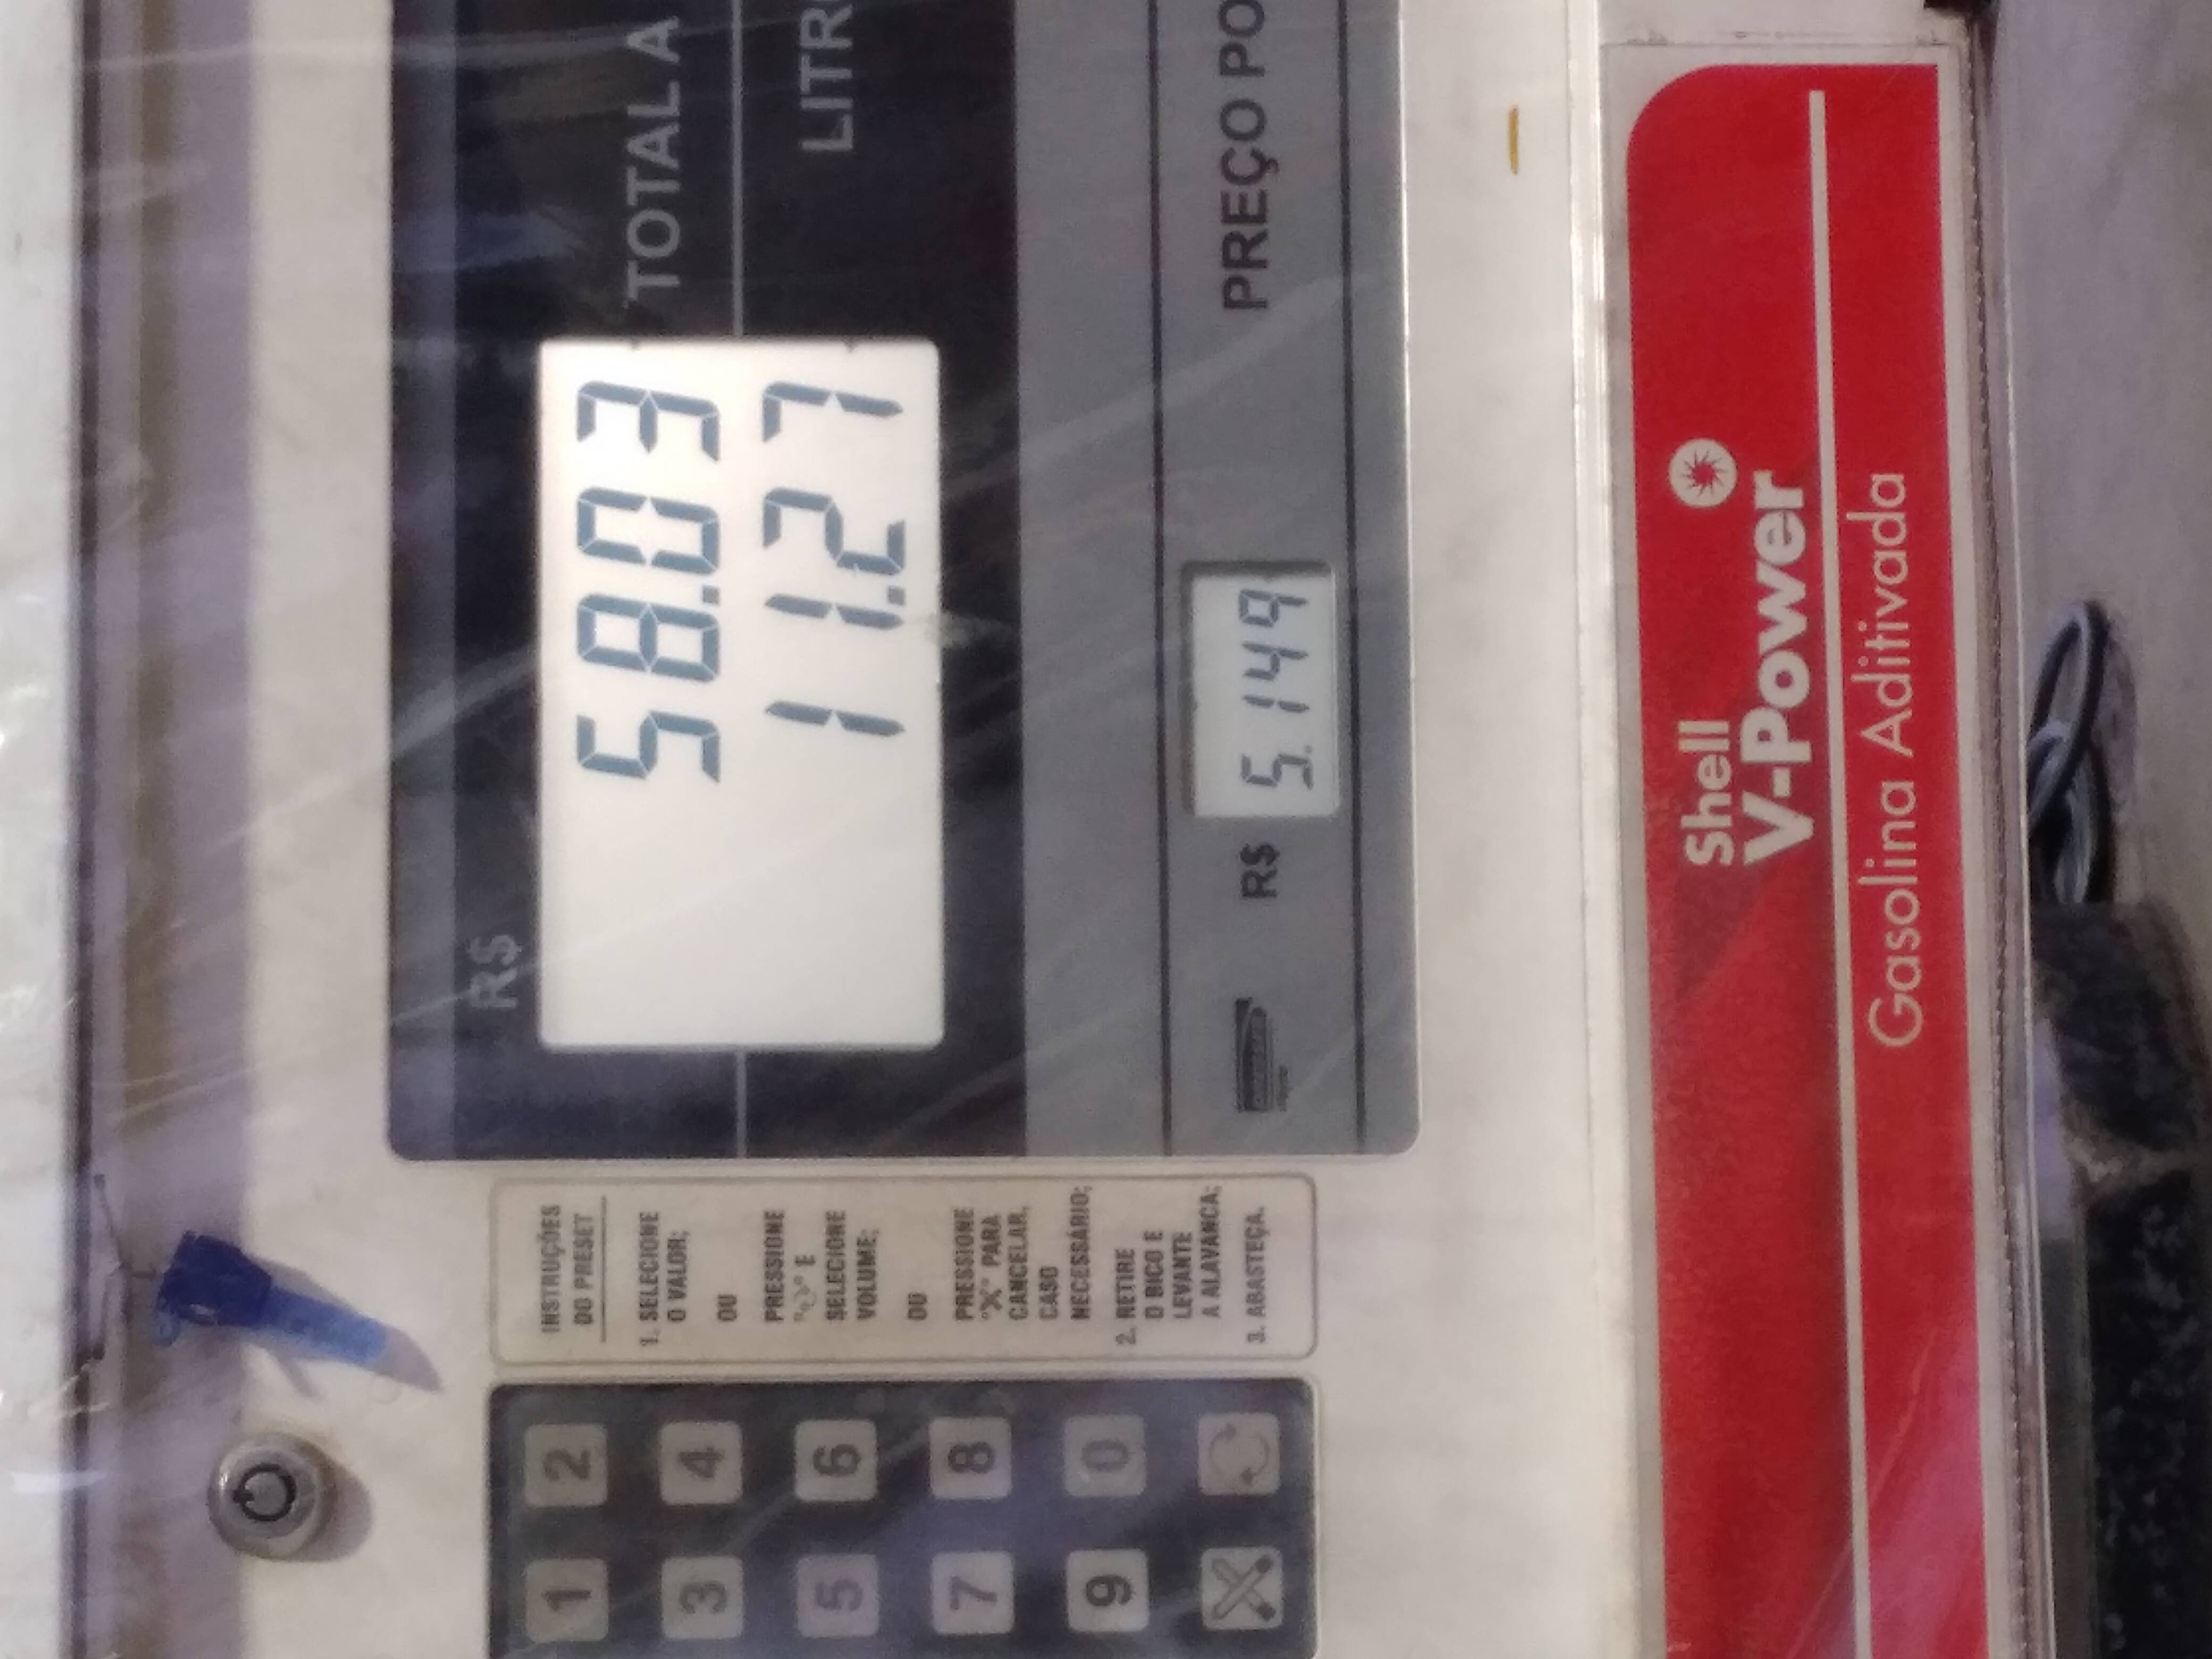 R$
58.03
TOTAL A
11.27
LITR
R$
5.149
PREÇO PO
INSTRUÇÕES
DO PRESET
1. SELECIONE
O VALOR;
OU
PRESSIONE
" " E
SELECIONE
VOLUME;
OU
PRESSIONE
"X" PARA
CANCELAR,
CASO
NECESSÁRIO;
2. RETIRE
O BICO E
LEVANTE
A ALAVANCA;
3. ABASTEÇA.
1 2
3 4
5 6
7 8
9 0
Shell
V-Power
Gasolina Aditivada